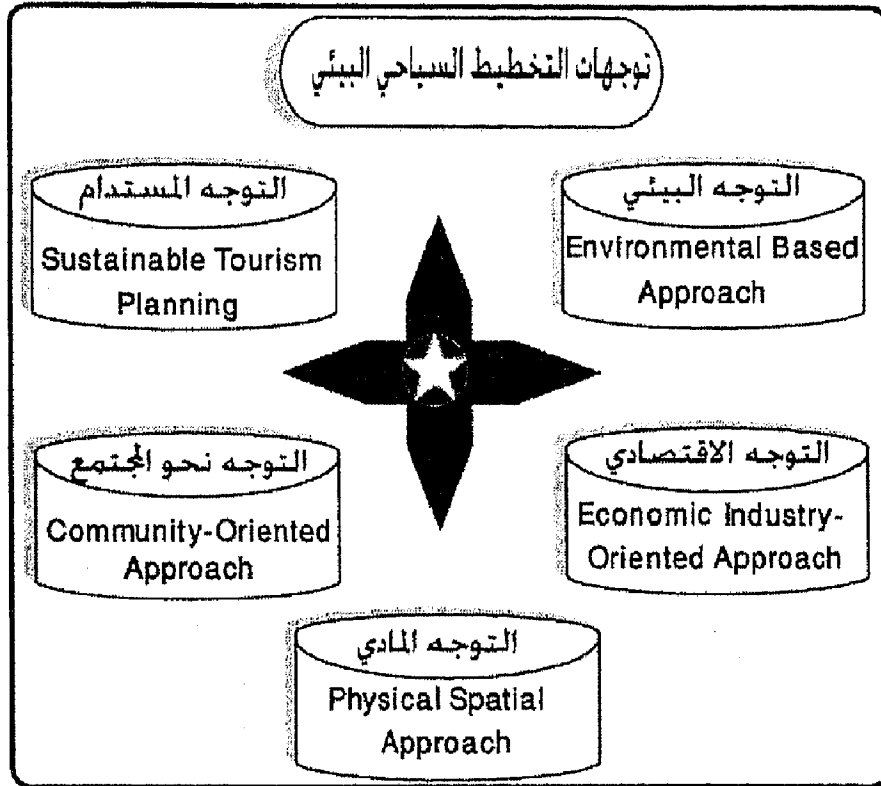 توجهات التخطيط السياحي البيئي
التوجه البيئي
Environmental Based
Approach
التوجه المستدام
Sustainable Tourism
Planning
التوجه الاقتصادي
Economic Industry-
Oriented Approach
التوجه نحو المجتمع
Community-Oriented
Approach
التوجه المادي
Physical Spatial
Approach